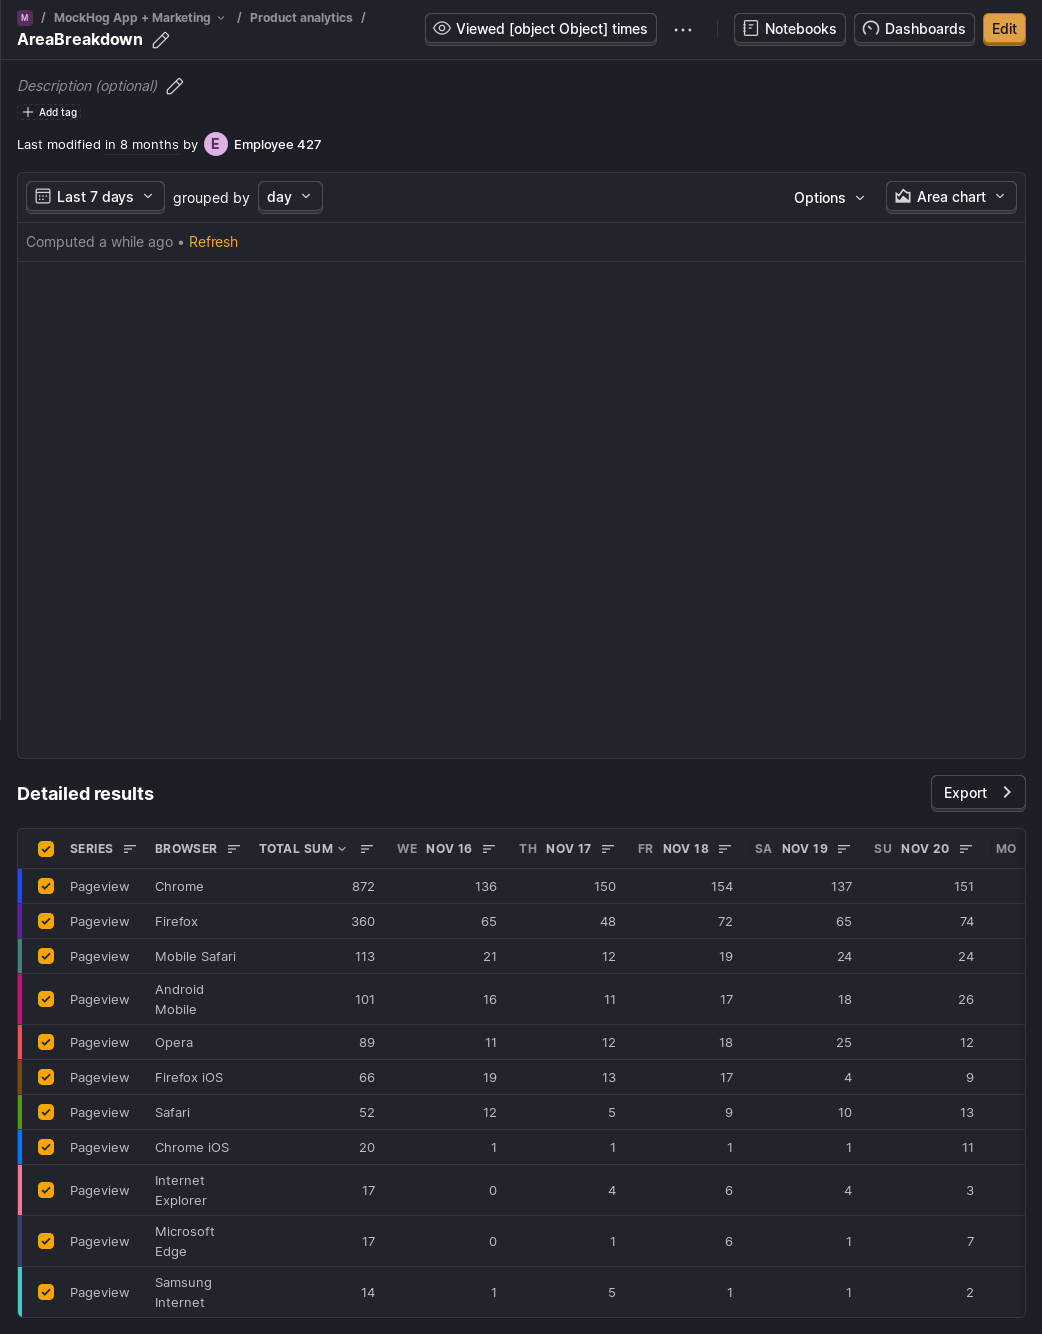 M / MockHog App + Marketing / Product analytics /
AreaBreakdown
Viewed [object Object] times
Notebooks
Dashboards
Edit
Description (optional)
Add tag
Last modified in 8 months by E Employee 427
Last 7 days grouped by day Options Area chart
Computed a while ago • Refresh
Detailed results
Export
SERIES BROWSER TOTAL SUM WE NOV 16 TH NOV 17 FR NOV 18 SA NOV 19 SU NOV 20 MO
Pageview Chrome 872 136 150 154 137 151
Pageview Firefox 360 65 48 72 65 74
Pageview Mobile Safari 113 21 12 19 24 24
Pageview Android Mobile 101 16 11 17 18 26
Pageview Opera 89 11 12 18 25 12
Pageview Firefox iOS 66 19 13 17 4 9
Pageview Safari 52 12 5 9 10 13
Pageview Chrome iOS 20 1 1 1 1 11
Pageview Internet Explorer 17 0 4 6 4 3
Pageview Microsoft Edge 17 0 1 6 1 7
Pageview Samsung Internet 14 1 5 1 1 2